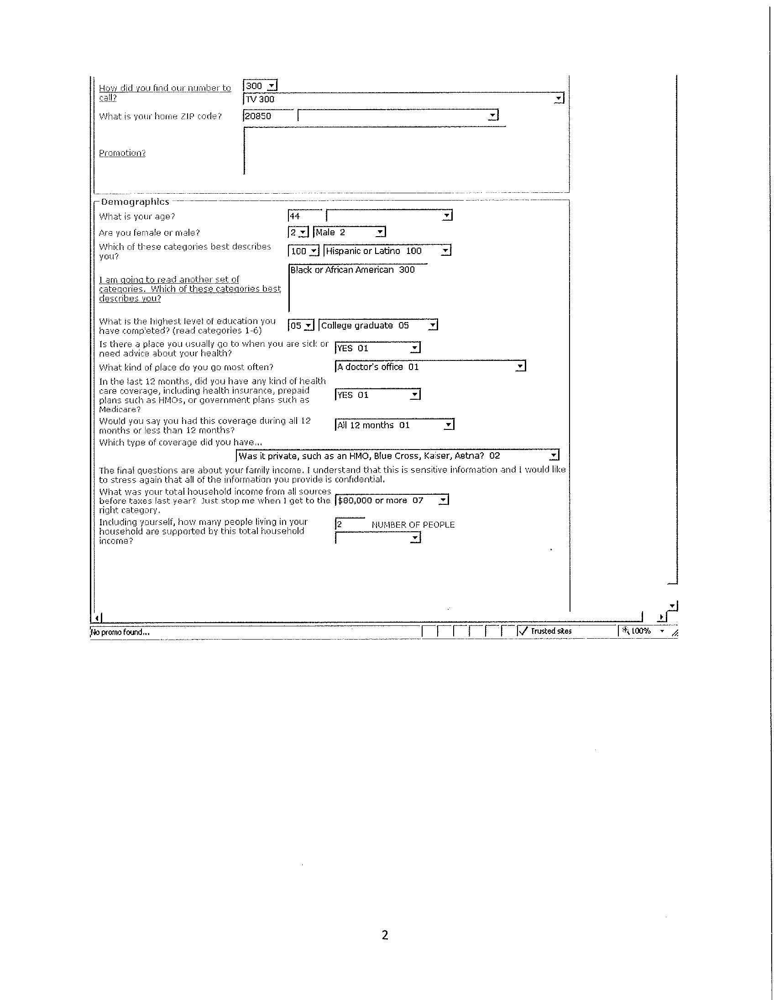 How did you find our number to call?
300
TV 300
What is your home ZIP code?
20850
Promotion?
Demographics
What is your age?
44
Are you female or male?
2 Male 2
Which of these categories best describes you?
100 Hispanic or Latino 100
Black or African American 300
I am going to read another set of
categories. Which of these categories best
describes you?
What is the highest level of education you
have completed? (read categories 1-6)
05 College graduate 05
Is there a place you usually go to when you are sick or
need advice about your health?
YES 01
What kind of place do you go most often?
A doctor's office 01
In the last 12 months, did you have any kind of health
care coverage, including health insurance, prepaid
plans such as HMOs, or government plans such as
Medicare?
YES 01
Would you say you had this coverage during all 12
months or less than 12 months?
All 12 months 01
Which type of coverage did you have...
Was it private, such as an HMO, Blue Cross, Kaiser, Aetna? 02
The final questions are about your family income. I understand that this is sensitive information and I would like
to stress again that all of the information you provide is confidential.
What was your total household income from all sources
before taxes last year? Just stop me when I get to the
right category.
$80,000 or more 07
Including yourself, how many people living in your
household are supported by this total household
income?
2 NUMBER OF PEOPLE
No promo found...
Trusted sites
100%
2